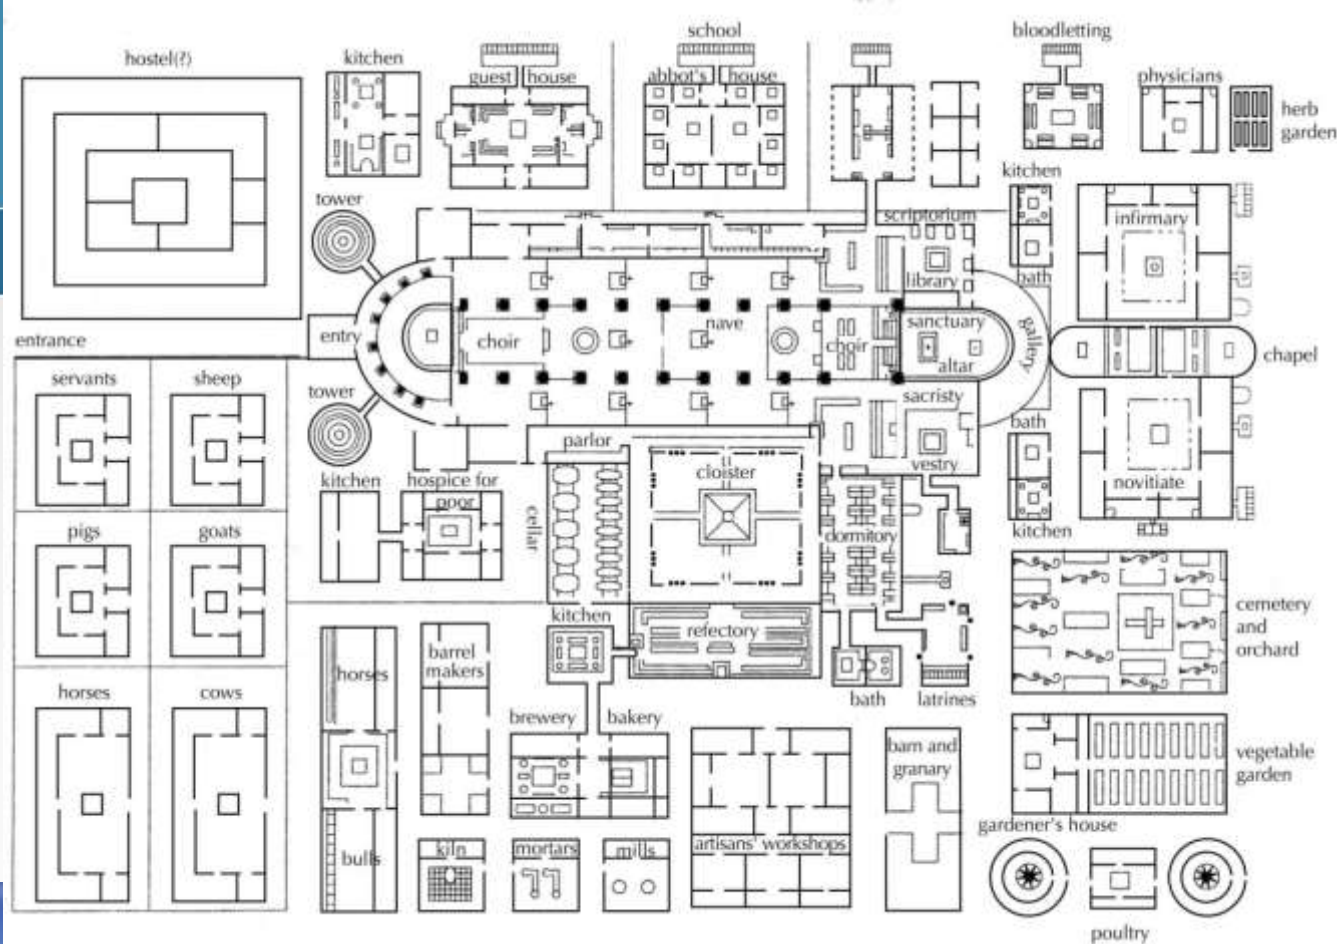 school
bloodletting
hostel(?)
kitchen
guest house
abbot's house
physicians
herb
garden
kitchen
tower
scriptorium
infirmary
library
bath
entrance
entry
choir
nave
choir
sanctuary
altar
gallery
chapel
servants
sheep
tower
sacristy
bath
parlor
cloister
vestry
novitiate
kitchen
hospice for
poor
cellar
dormitory
kitchen
pigs
goats
kitchen
refectory
cemetery
and
orchard
horses
barrel
makers
horses
cows
bath
latrines
brewery
bakery
barn and
granary
vegetable
garden
gardener's house
bulls
kiln
mortars
mills
artisans' workshops
poultry